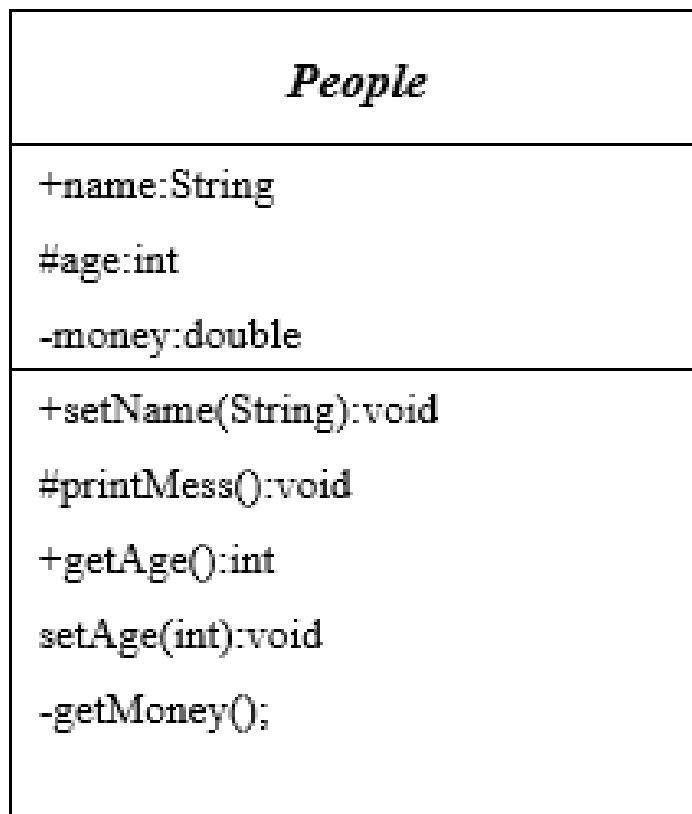 People
+name:String
#age:int
-money:double
+setName(String):void
#printMess():void
+getAge():int
setAge(int):void
-getMoney();